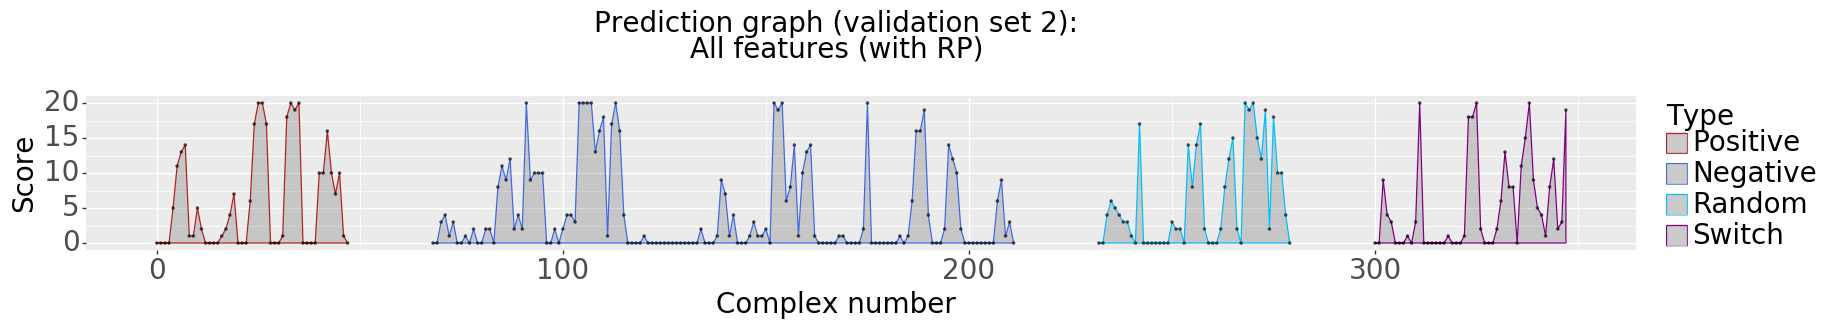 Prediction graph (validation set 2):
All features (with RP)
Score
20
15
10
5
0
0 100 200 300
Complex number
Type
Positive
Negative
Random
Switch